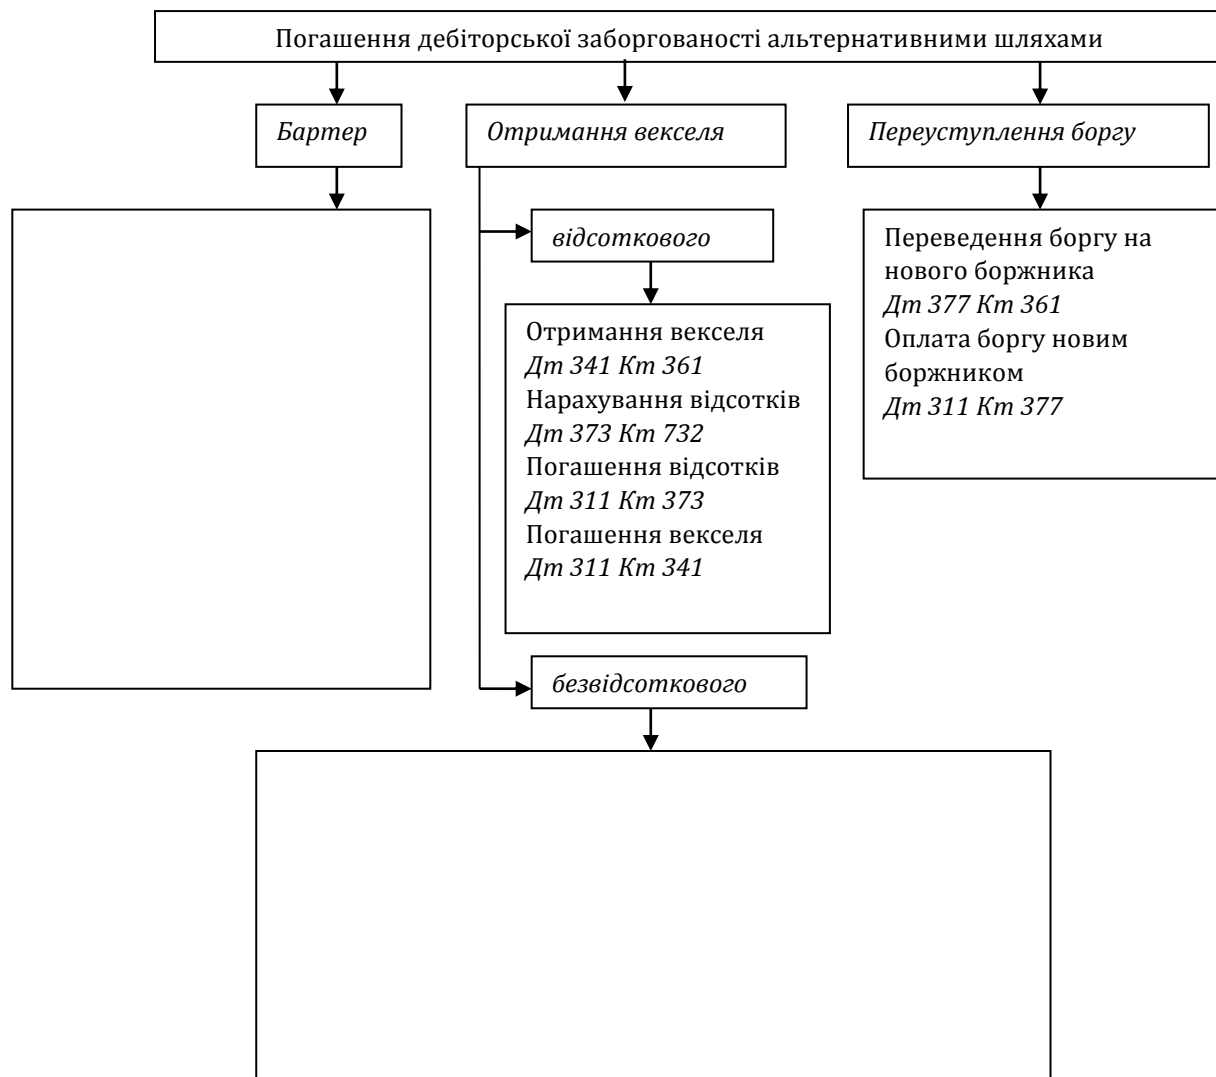 Погашення дебіторської заборгованості альтернативними шляхами
Бартер
Отримання векселя
Переуступлення боргу
відсоткового
Отримання векселя
Дт 341 Кт 361
Нарахування відсотків
Дт 373 Кт 732
Погашення відсотків
Дт 311 Кт 373
Погашення векселя
Дт 311 Кт 341
Переведення боргу на
нового боржника
Дт 377 Кт 361
Оплата боргу новим
боржником
Дт 311 Кт 377
безвідсоткового